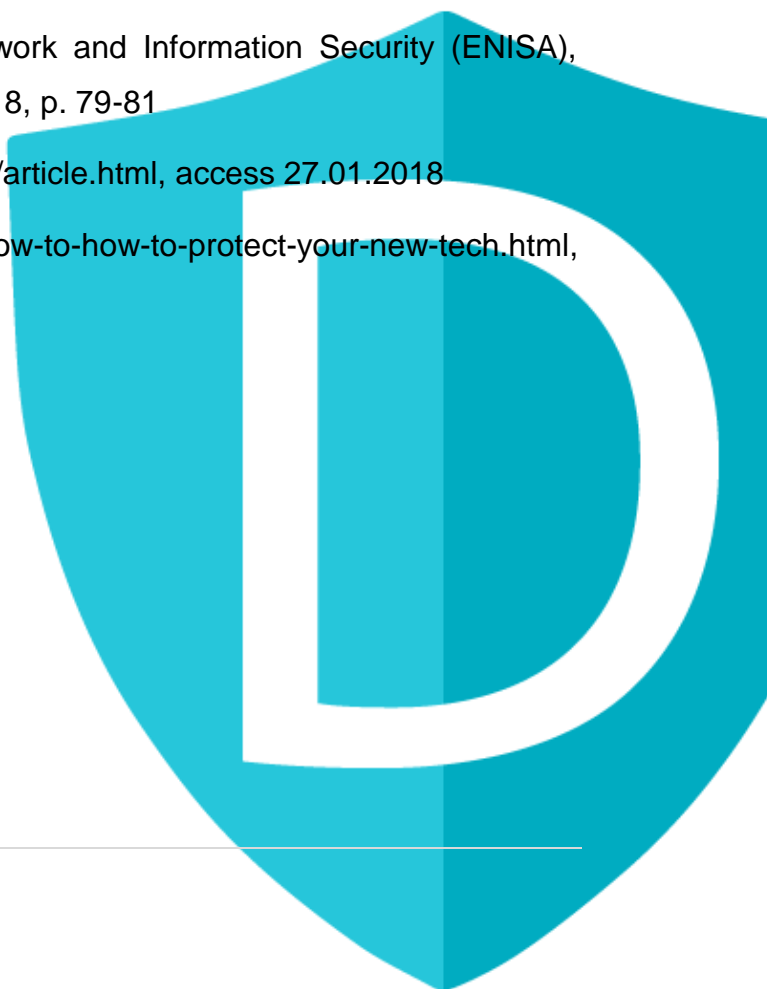 work and Information Security (ENISA),
8, p. 79-81
/article.html, access 27.01.2018
ow-to-how-to-protect-your-new-tech.html,
D